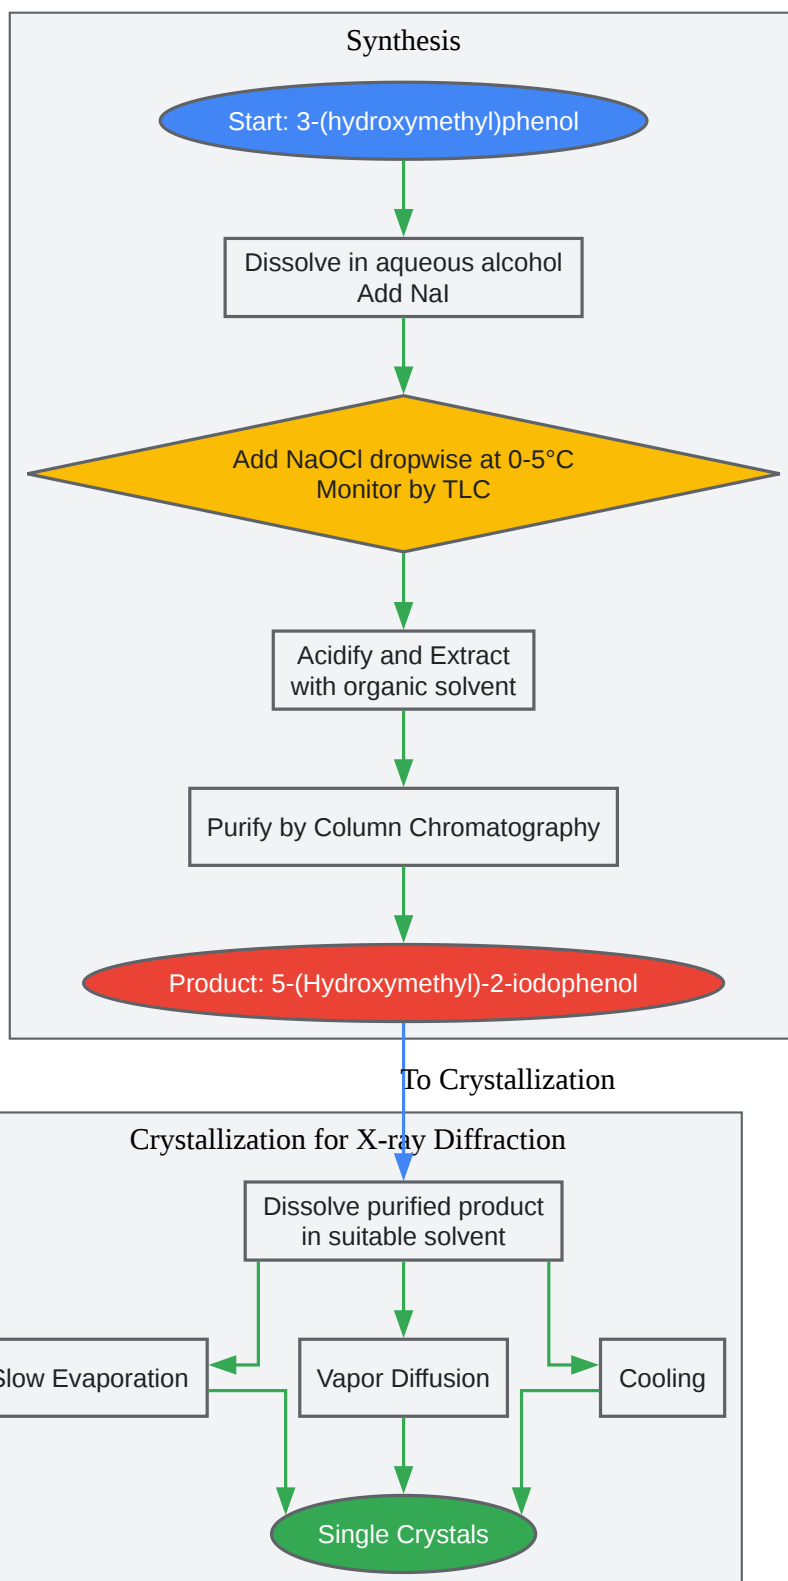 Synthesis
Start: 3-(hydroxymethyl)phenol
Dissolve in aqueous alcohol
Add NaI
Add NaOCl dropwise at 0-5°C
Monitor by TLC
Acidify and Extract
with organic solvent
Purify by Column Chromatography
Product: 5-(Hydroxymethyl)-2-iodophenol
To Crystallization
Crystallization for X-ray Diffraction
Dissolve purified product
in suitable solvent
Slow Evaporation
Vapor Diffusion
Cooling
Single Crystals